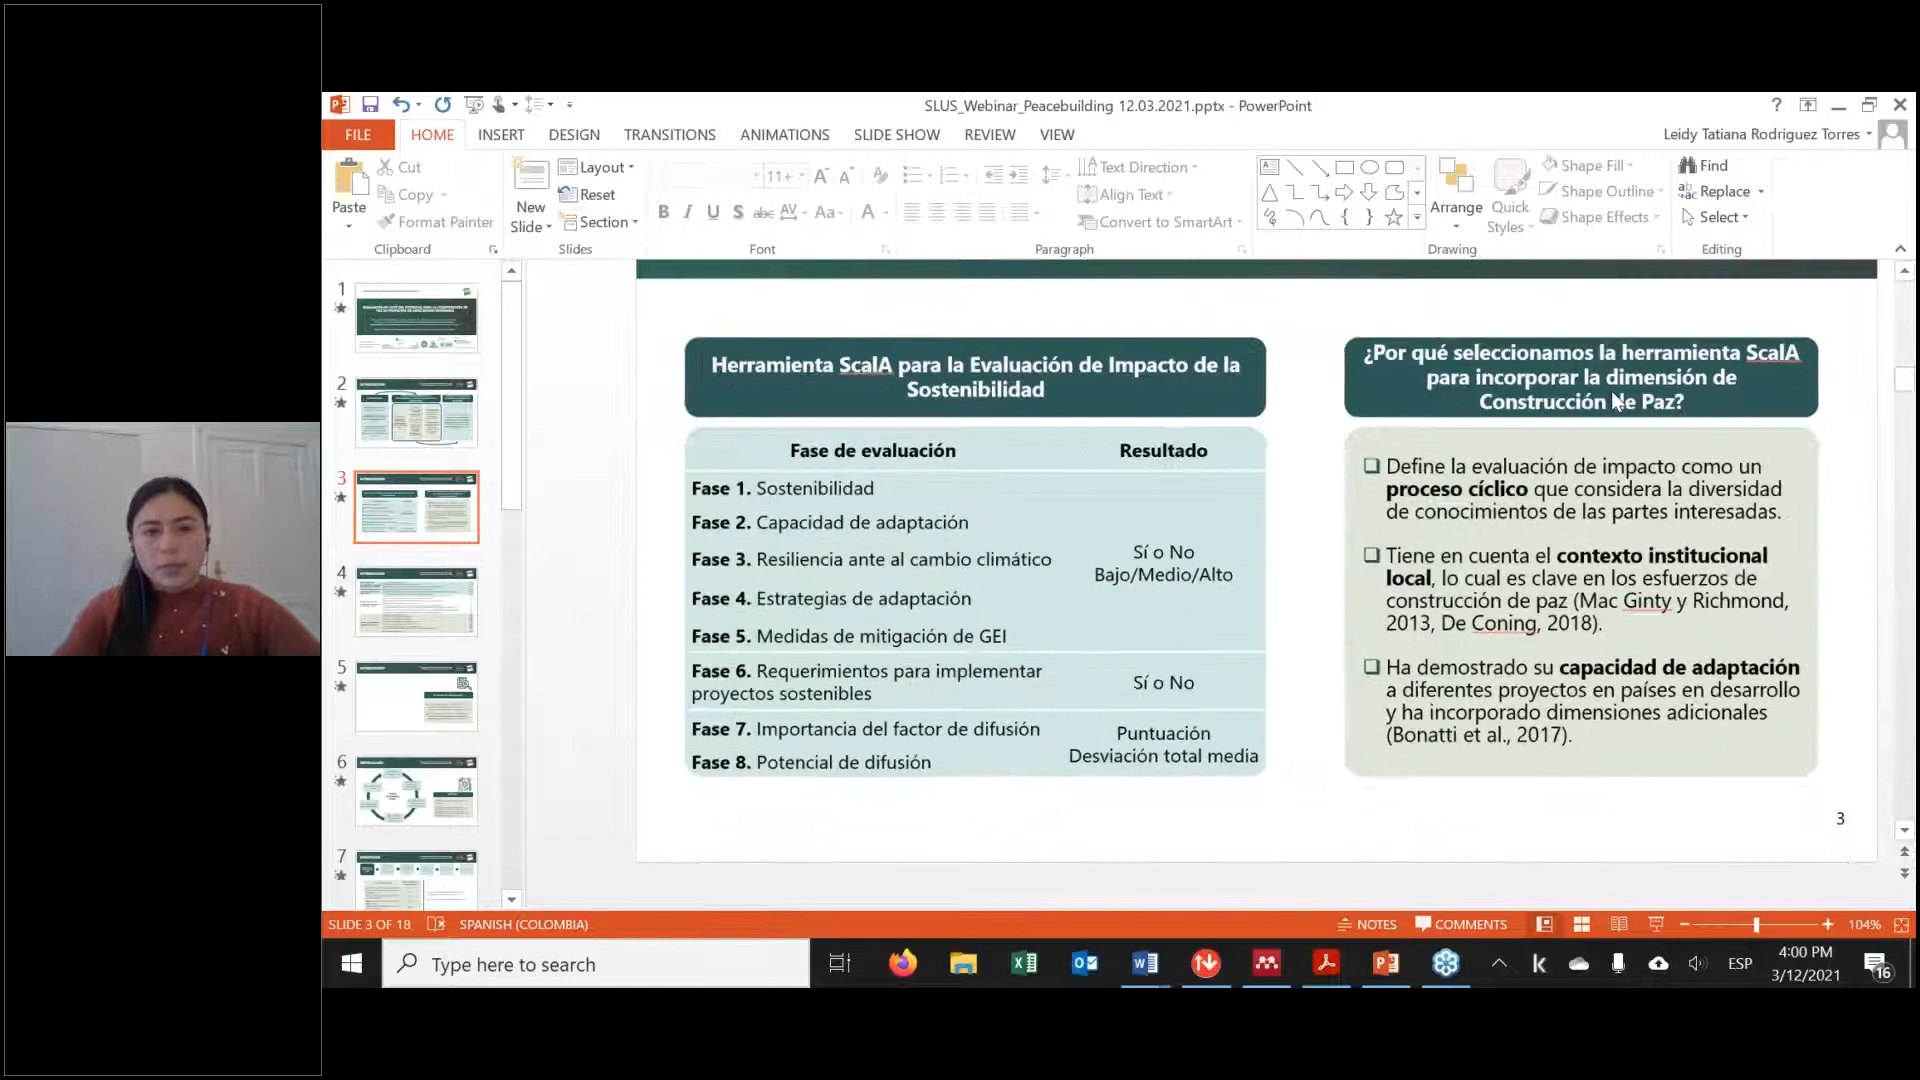 SLUS_Webinar_Peacebuilding 12.03.2021.pptx - PowerPoint
?
FILE HOME INSERT DESIGN TRANSITIONS ANIMATIONS SLIDE SHOW REVIEW VIEW
Leidy Tatiana Rodriguez Torres
Paste
Cut
Copy
Format Painter
Clipboard
New
Slide
Layout
Reset
Section
Slides
11+
Font
Text Direction
Align Text
Convert to SmartArt
Paragraph
Arrange
Quick
Styles
Shape Fill
Shape Outline
Shape Effects
Drawing
Find
Replace
Select
Editing
1
2
3
4
5
6
7
Herramienta ScalA para la Evaluación de Impacto de la
Sostenibilidad
Fase de evaluación Resultado
Fase 1. Sostenibilidad
Fase 2. Capacidad de adaptación
Fase 3. Resiliencia ante al cambio climático
Fase 4. Estrategias de adaptación
Fase 5. Medidas de mitigación de GEI
Sí o No
Bajo/Medio/Alto
Fase 6. Requerimientos para implementar
proyectos sostenibles
Sí o No
Fase 7. Importancia del factor de difusión
Fase 8. Potencial de difusión
Puntuación
Desviación total media
¿Por qué seleccionamos la herramienta ScalA
para incorporar la dimensión de
Construcción de Paz?
Define la evaluación de impacto como un
proceso cíclico que considera la diversidad
de conocimientos de las partes interesadas.
Tiene en cuenta el contexto institucional
local, lo cual es clave en los esfuerzos de
construcción de paz (Mac Ginty y Richmond,
2013, De Coning, 2018).
Ha demostrado su capacidad de adaptación
a diferentes proyectos en países en desarrollo
y ha incorporado dimensiones adicionales
(Bonatti et al., 2017).
3
SLIDE 3 OF 18 SPANISH (COLOMBIA) NOTES COMMENTS 104%
Type here to search
ESP
4:00 PM
3/12/2021
16